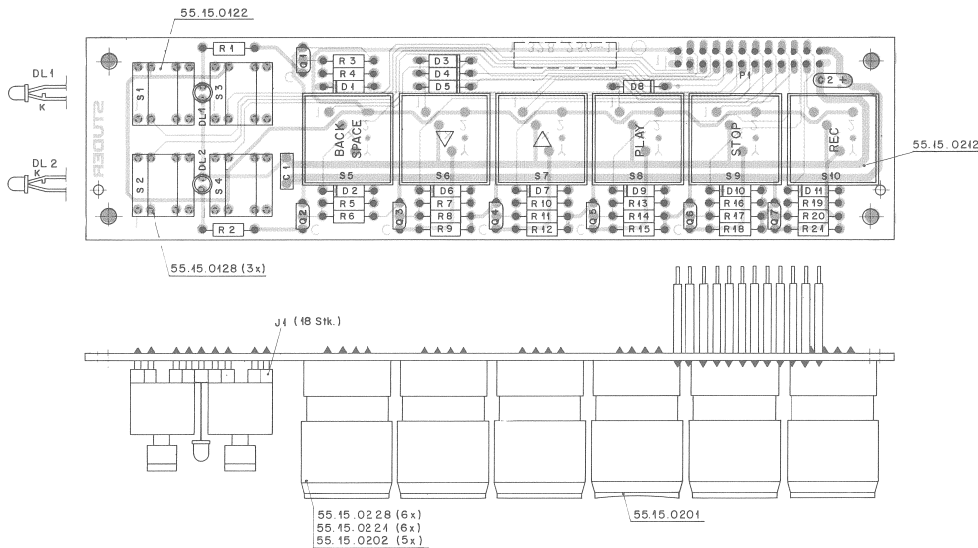 55.15.0122
DL1
K
DL2
K
STUDER
R1
S1
S3
DL1
DL2
S2
S4
R2
C1
Q1
R3
R4
D1
D3
D4
D5
D8
P1
C2 +
BACK SPACE
PLAY
STOP
REC
S5
S6
S7
S8
S9
S10
55.15.0212
Q2
D2
R5
R6
Q3
D6
R7
R8
R9
Q4
D7
R10
R11
R12
Q5
D9
R13
R14
R15
Q6
D10
R16
R17
R18
Q7
D11
R19
R20
R21
55.15.0128 (3x)
J1 (18 Stk.)
55.15.0228 (6x)
55.15.0221 (6x)
55.15.0202 (5x)
55.15.0201